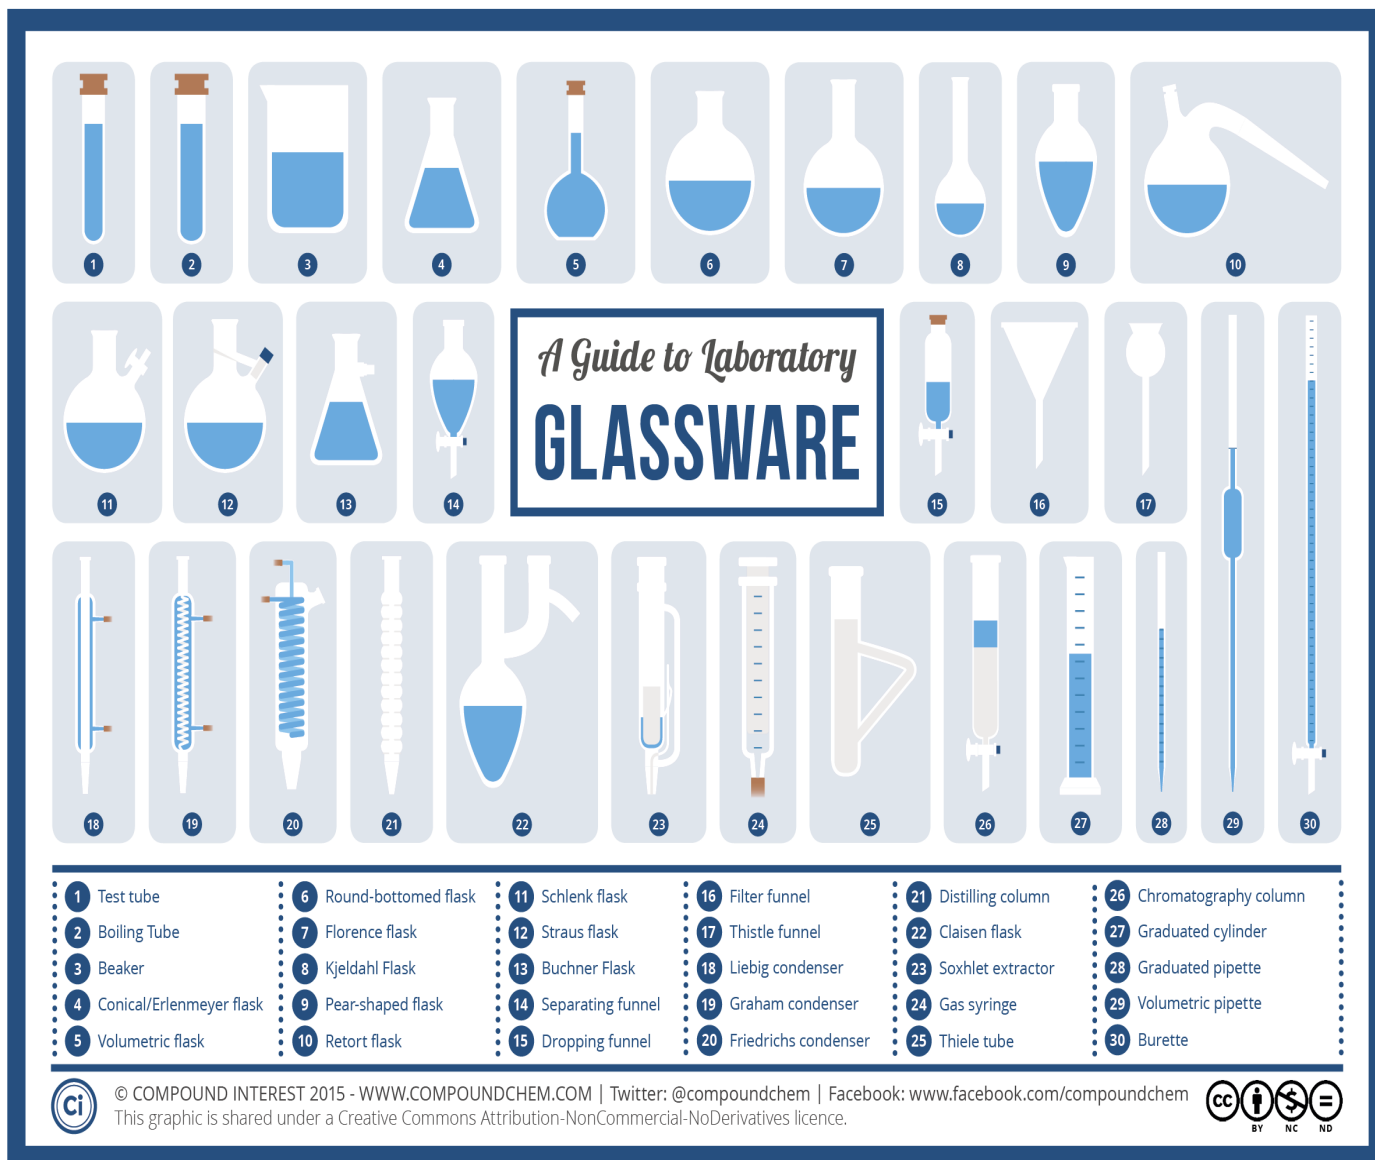 1
2
3
4
5
6
7
8
9
10
11
12
13
14
A Guide to Laboratory
GLASSWARE
15
16
17
18
19
20
21
22
23
24
25
26
27
28
29
30
1 Test tube
2 Boiling Tube
3 Beaker
4 Conical/Erlenmeyer flask
5 Volumetric flask
6 Round-bottomed flask
7 Florence flask
8 Kjeldahl Flask
9 Pear-shaped flask
10 Retort flask
11 Schlenk flask
12 Straus flask
13 Buchner Flask
14 Separating funnel
15 Dropping funnel
16 Filter funnel
17 Thistle funnel
18 Liebig condenser
19 Graham condenser
20 Friedrichs condenser
21 Distilling column
22 Claisen flask
23 Soxhlet extractor
24 Gas syringe
25 Thiele tube
26 Chromatography column
27 Graduated cylinder
28 Graduated pipette
29 Volumetric pipette
30 Burette
Ci
© COMPOUND INTEREST 2015 - WWW.COMPOUNDCHEM.COM | Twitter: @compoundchem | Facebook: www.facebook.com/compoundchem
This graphic is shared under a Creative Commons Attribution-NonCommercial-NoDerivatives licence.
cc
BY NC ND